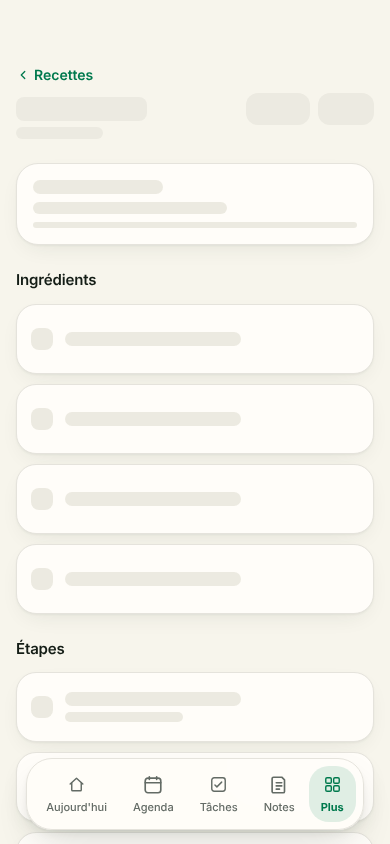 Recettes
Ingrédients
Étapes
Aujourd'hui
Agenda
Tâches
Notes
Plus